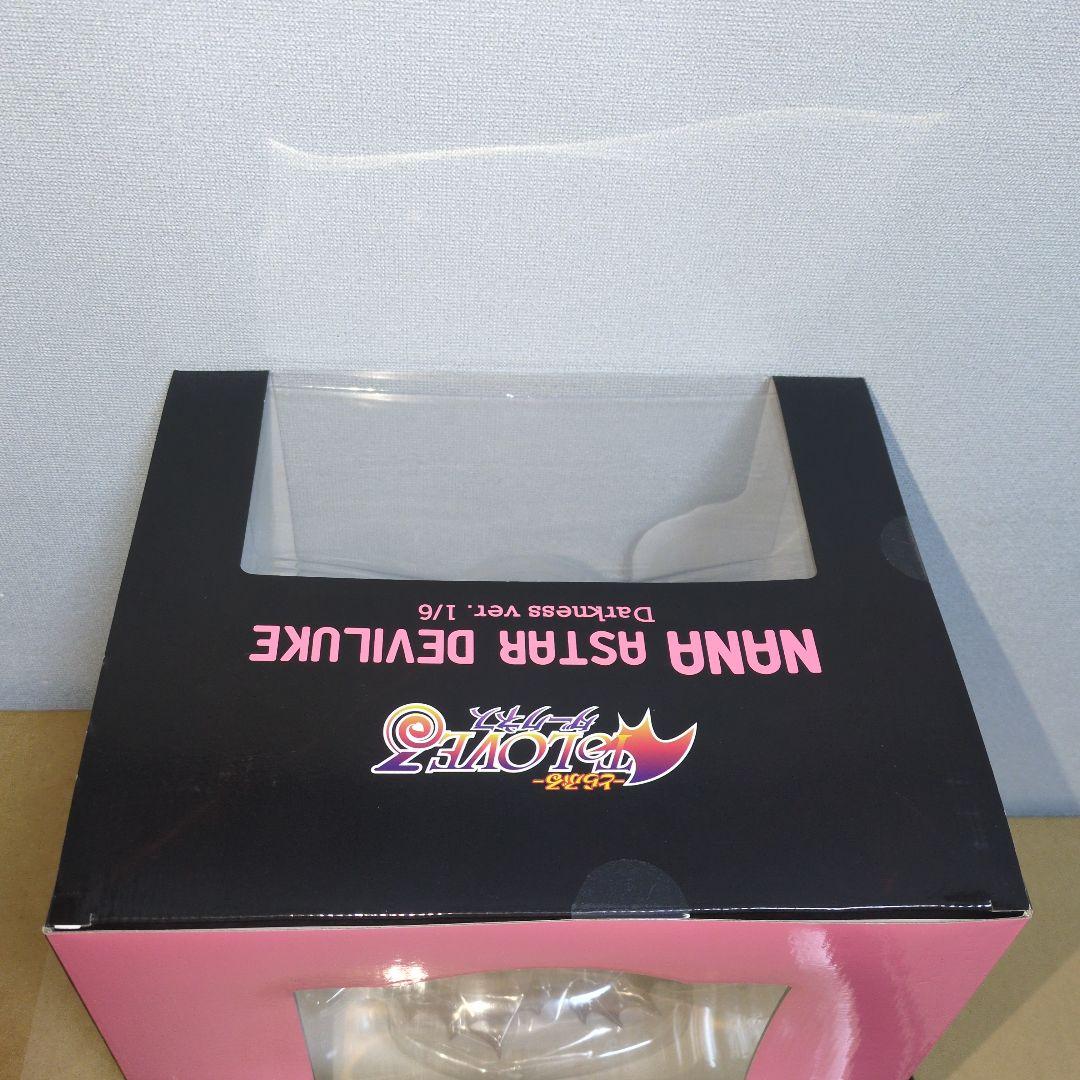 -とらぶる-
To LOVEる
ダークネス
NANA ASTAR DEVILUKE
Darkness ver. 1/6